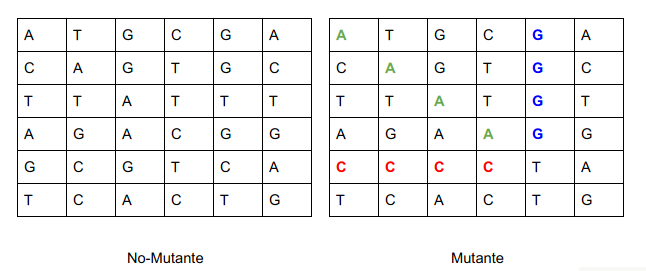 A T G C G A
C A G T G C
T T A T T T
A G A C G G
G C G T C A
T C A C T G
No-Mutante
A T G C G A
C A G T G C
T T A T G T
A G A A G G
C C C C T A
T C A C T G
Mutante